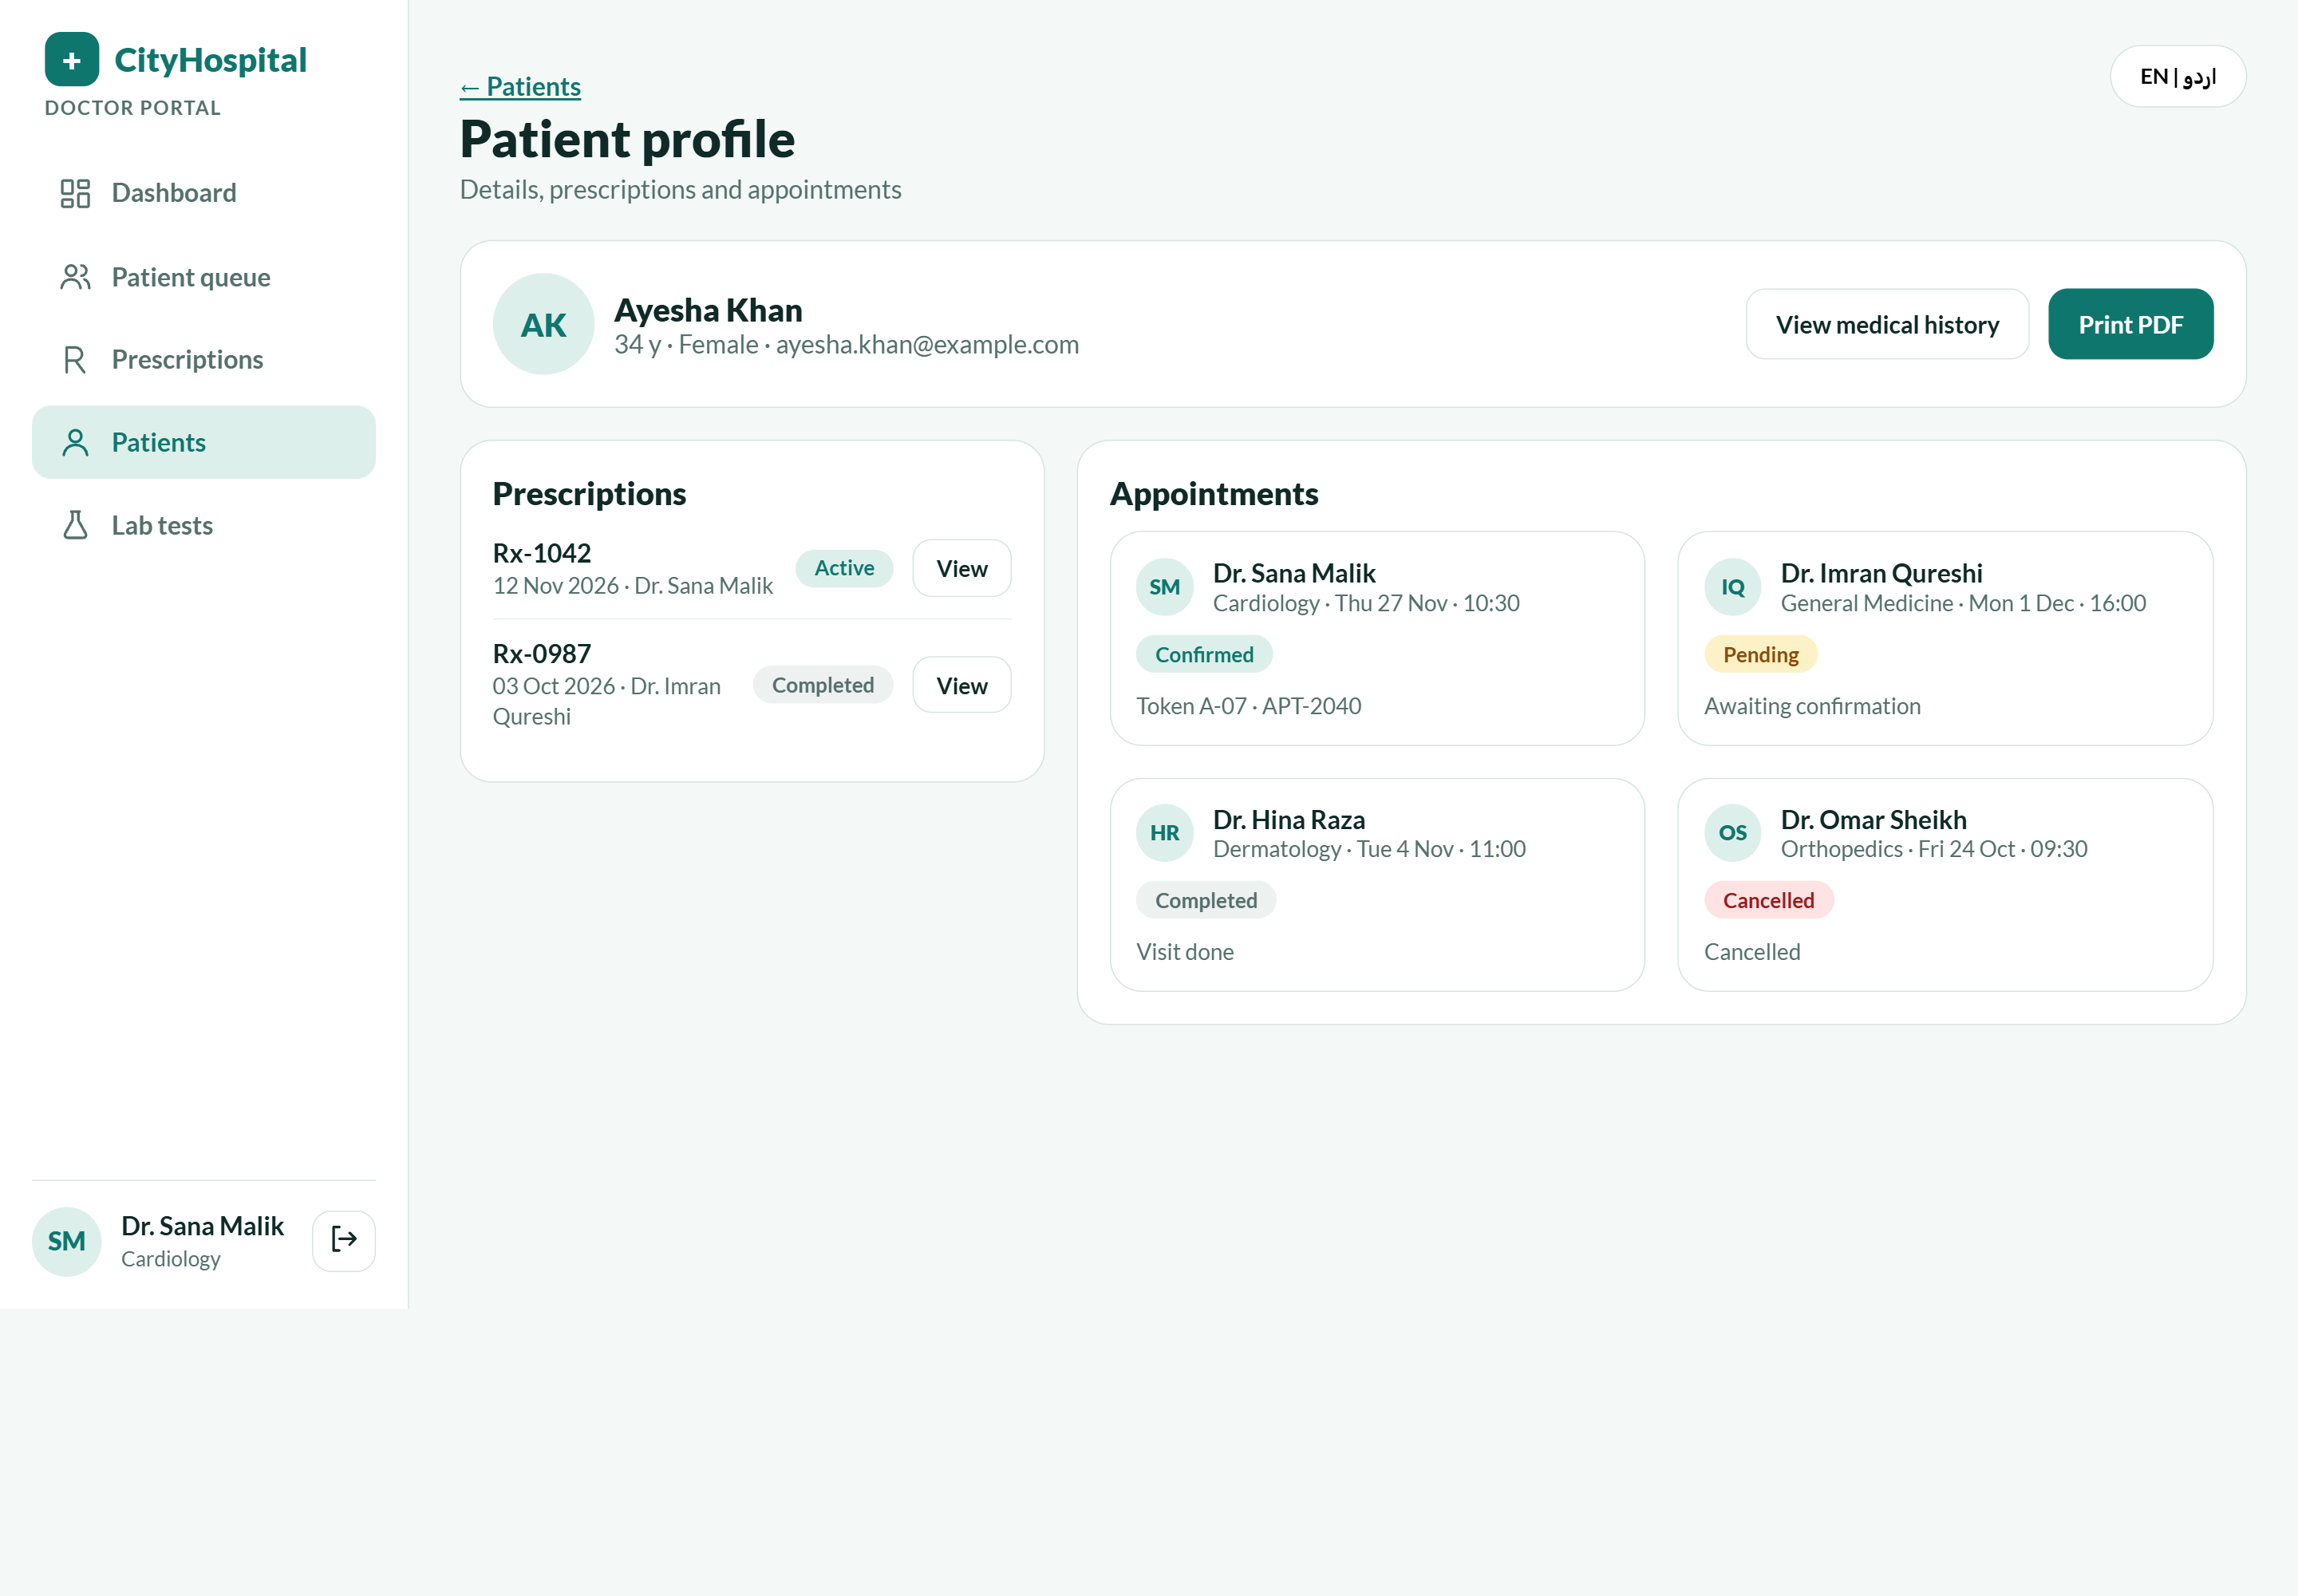 + CityHospital
DOCTOR PORTAL
Dashboard
Patient queue
Prescriptions
Patients
Lab tests
SM
Dr. Sana Malik
Cardiology
EN | اردو
← Patients
Patient profile
Details, prescriptions and appointments
AK
Ayesha Khan
34 y · Female · ayesha.khan@example.com
View medical history
Print PDF
Prescriptions
Rx-1042
12 Nov 2026 · Dr. Sana Malik
Active
View
Rx-0987
03 Oct 2026 · Dr. Imran
Qureshi
Completed
View
Appointments
SM
Dr. Sana Malik
Cardiology · Thu 27 Nov · 10:30
Confirmed
Token A-07 · APT-2040
IQ
Dr. Imran Qureshi
General Medicine · Mon 1 Dec · 16:00
Pending
Awaiting confirmation
HR
Dr. Hina Raza
Dermatology · Tue 4 Nov · 11:00
Completed
Visit done
OS
Dr. Omar Sheikh
Orthopedics · Fri 24 Oct · 09:30
Cancelled
Cancelled